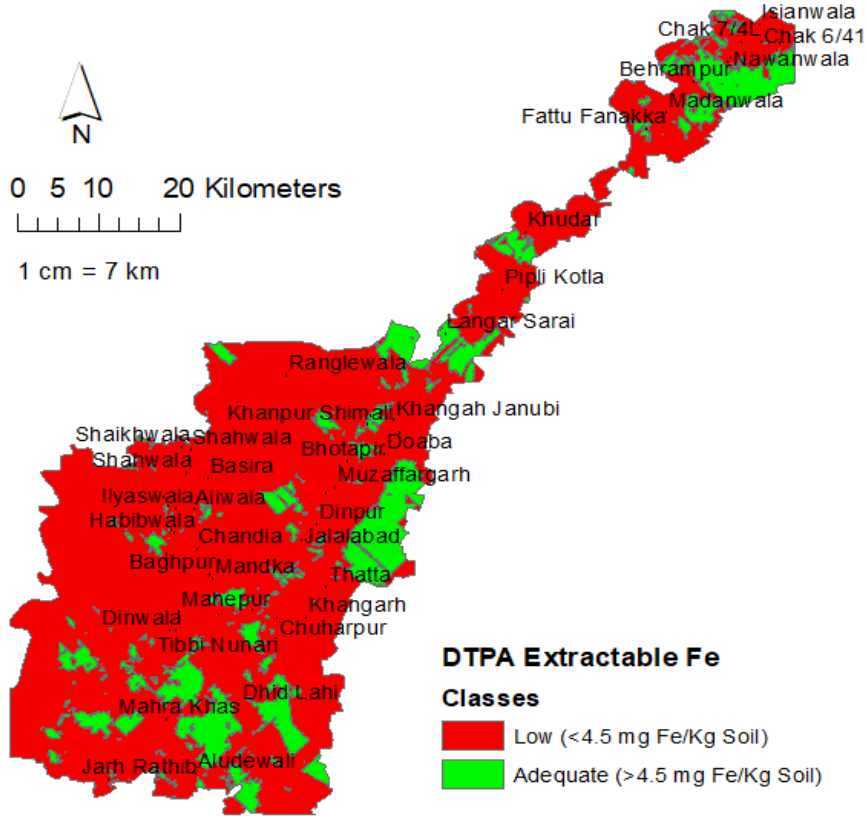 Isianwala
Chak 7/4L
Chak 6/41
Nawanwala
Behrampur
Madanwala
Fattu Fanakka
N
0 5 10 20 Kilometers
1 cm = 7 km
Khudar
Pipli Kotla
Langar Sarai
Ranglewala
Khanpur Shimali
Khangah Janubi
Shaikhwala
Shahwala
Bhotapir
Doaba
Shahwala
Basira
Muzaffargarh
Ilyaswala
Aliwala
Dinpur
Habibwala
Chandia
Jalalabad
Baghpur
Mandka
Thatta
Mahepur
Khangarh
Dinwala
Chuharpur
Tibbi Nunari
Dhid Lahi
Mahra Khas
Jarh Rathib
Aludewali
DTPA Extractable Fe
Classes
Low (<4.5 mg Fe/Kg Soil)
Adequate (>4.5 mg Fe/Kg Soil)